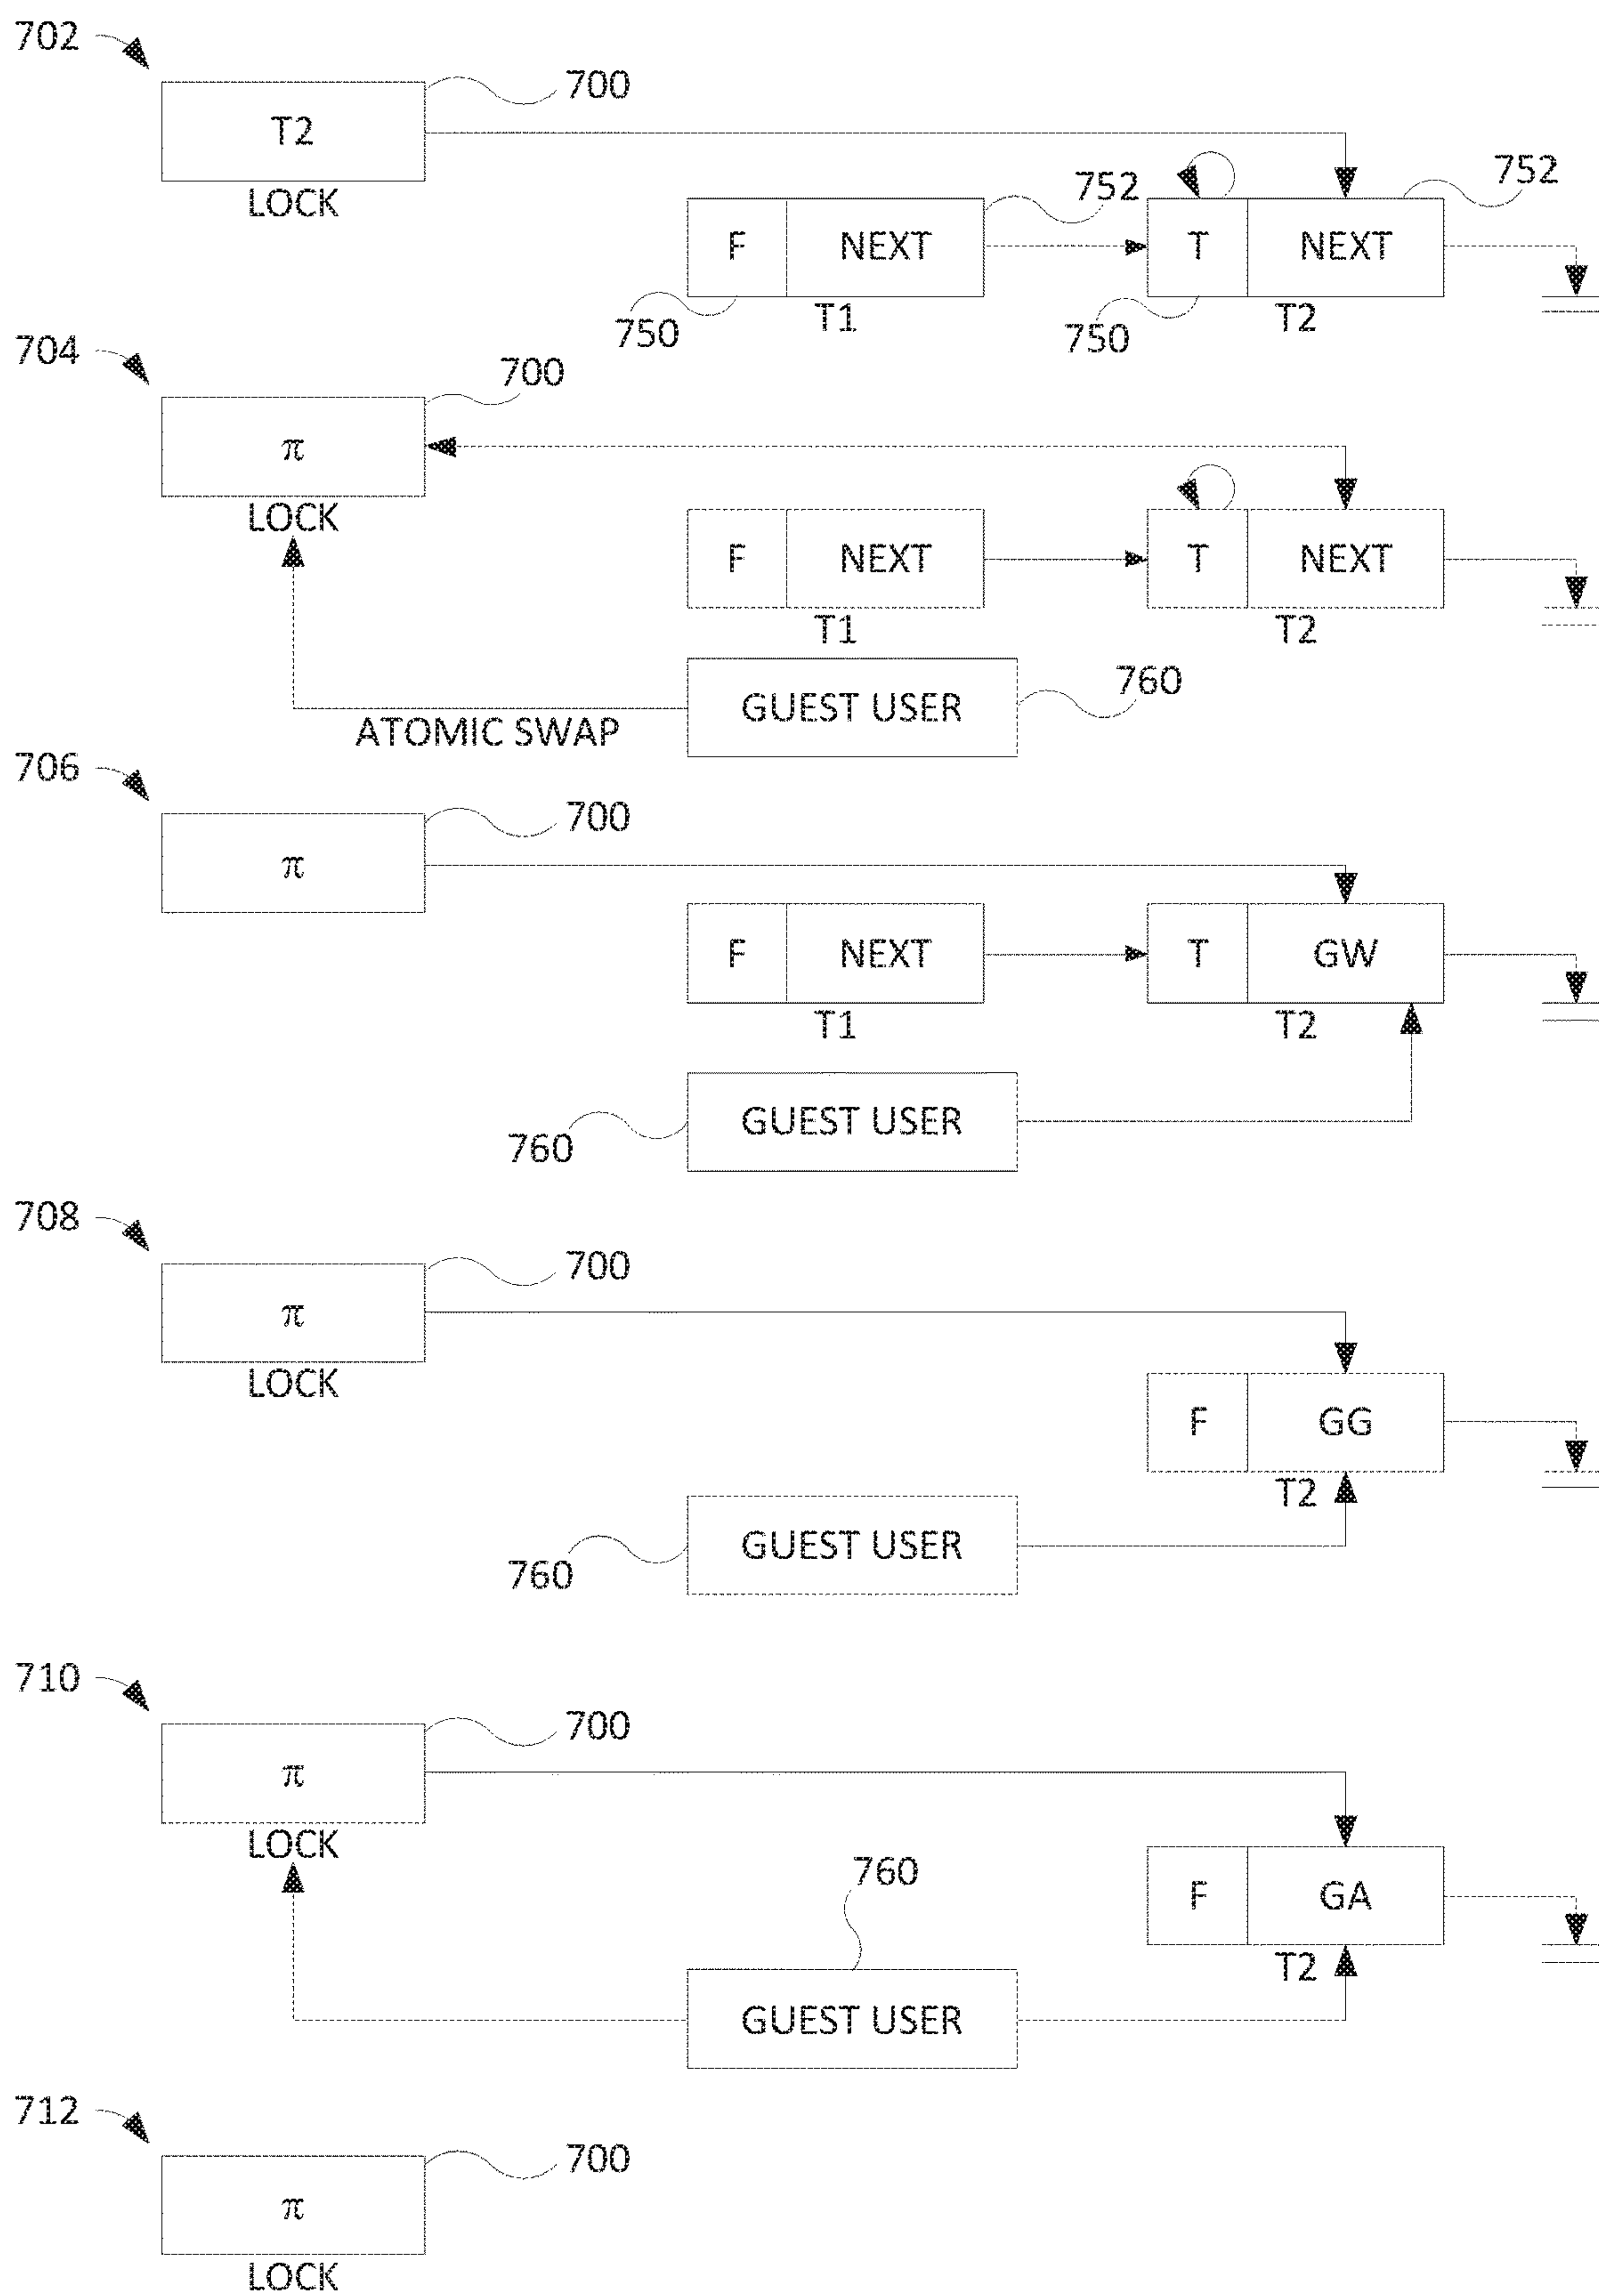 702
700
T2
LOCK
752
752
F NEXT
T NEXT
750
T1
750
T2
704
700
π
LOCK
F NEXT
T NEXT
T1
T2
GUEST USER
760
ATOMIC SWAP
706
700
π
F NEXT
T GW
T1
T2
GUEST USER
760
708
700
π
LOCK
F GG
T2
GUEST USER
760
710
700
π
LOCK
760
F GA
T2
GUEST USER
712
700
π
LOCK